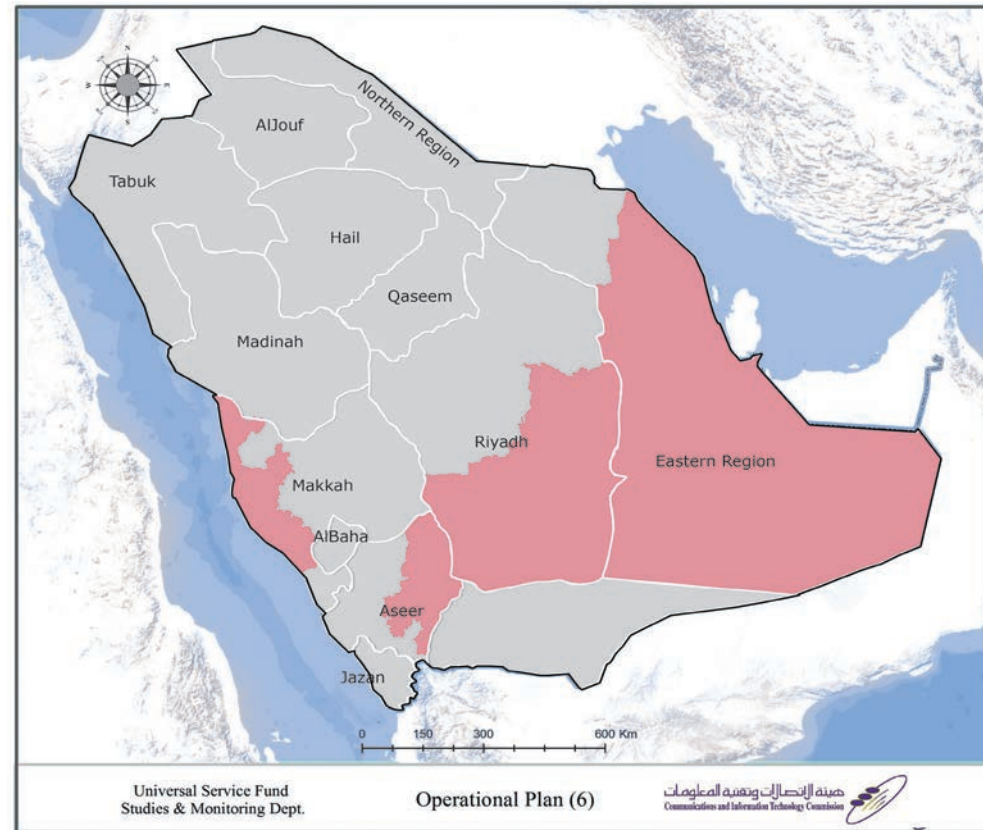 Northern Region
AlJouf
Tabuk
Hail
Qaseem
Madinah
Riyadh
Eastern Region
Makkah
AlBaha
Aseer
Jazan
0 150 300 600 Km
Universal Service Fund
Studies & Monitoring Dept.
Operational Plan (6)
هيئة الاتصالات وتقنية المعلومات
Communications and Information Technology Commission